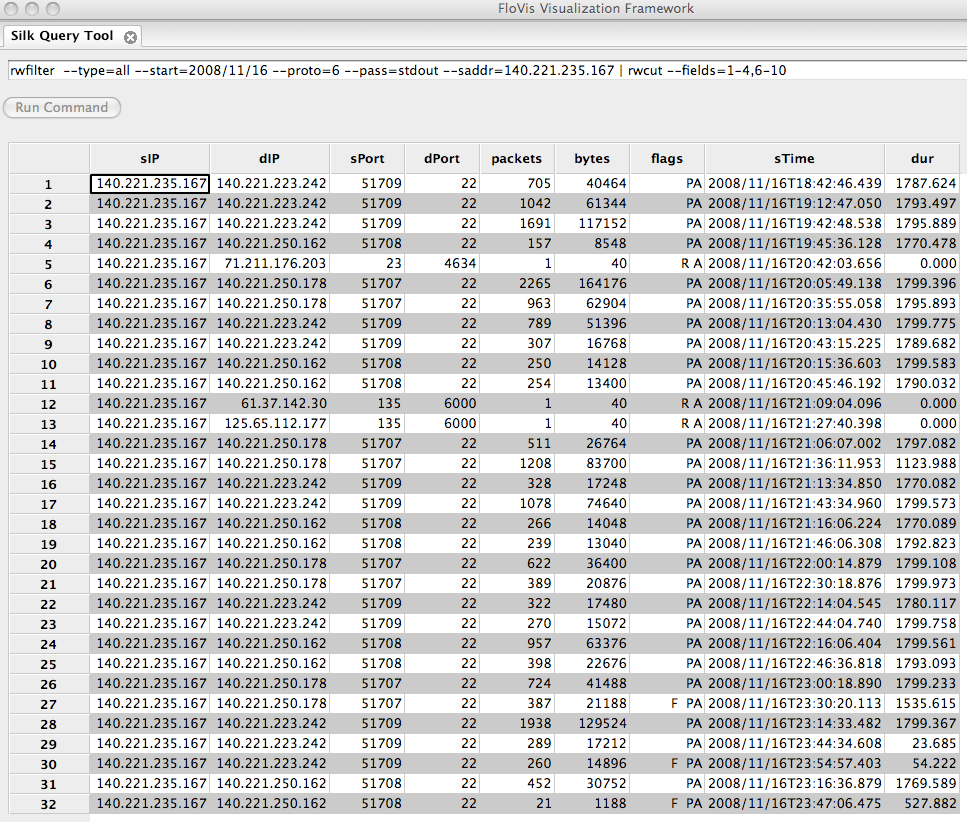 FloVis Visualization Framework
Silk Query Tool
rwfilter --type=all --start=2008/11/16 --proto=6 --pass=stdout --saddr=140.221.235.167 | rwcut --fields=1-4,6-10
Run Command
sIP dIP sPort dPort packets bytes flags sTime dur
1 140.221.235.167 140.221.223.242 51709 22 705 40464 PA 2008/11/16T18:42:46.439 1787.624
2 140.221.235.167 140.221.223.242 51709 22 1042 61344 PA 2008/11/16T19:12:47.050 1793.497
3 140.221.235.167 140.221.223.242 51709 22 1691 117152 PA 2008/11/16T19:42:48.538 1795.889
4 140.221.235.167 140.221.250.162 51708 22 157 8548 PA 2008/11/16T19:45:36.128 1770.478
5 140.221.235.167 71.211.176.203 23 4634 1 40 R A 2008/11/16T20:42:03.656 0.000
6 140.221.235.167 140.221.250.178 51707 22 2265 164176 PA 2008/11/16T20:05:49.138 1799.396
7 140.221.235.167 140.221.250.178 51707 22 963 62904 PA 2008/11/16T20:35:55.058 1795.893
8 140.221.235.167 140.221.223.242 51709 22 789 51396 PA 2008/11/16T20:13:04.430 1799.775
9 140.221.235.167 140.221.223.242 51709 22 307 16768 PA 2008/11/16T20:43:15.225 1789.682
10 140.221.235.167 140.221.250.162 51708 22 250 14128 PA 2008/11/16T20:15:36.603 1799.583
11 140.221.235.167 140.221.250.162 51708 22 254 13400 PA 2008/11/16T20:45:46.192 1790.032
12 140.221.235.167 61.37.142.30 135 6000 1 40 R A 2008/11/16T21:09:04.096 0.000
13 140.221.235.167 125.65.112.177 135 6000 1 40 R A 2008/11/16T21:27:40.398 0.000
14 140.221.235.167 140.221.250.178 51707 22 511 26764 PA 2008/11/16T21:06:07.002 1797.082
15 140.221.235.167 140.221.250.178 51707 22 1208 83700 PA 2008/11/16T21:36:11.953 1123.988
16 140.221.235.167 140.221.223.242 51709 22 328 17248 PA 2008/11/16T21:13:34.850 1770.082
17 140.221.235.167 140.221.223.242 51709 22 1078 74640 PA 2008/11/16T21:43:34.960 1799.573
18 140.221.235.167 140.221.250.162 51708 22 266 14048 PA 2008/11/16T21:16:06.224 1770.089
19 140.221.235.167 140.221.250.162 51708 22 239 13040 PA 2008/11/16T21:46:06.308 1792.823
20 140.221.235.167 140.221.250.178 51707 22 622 36400 PA 2008/11/16T22:00:14.879 1799.108
21 140.221.235.167 140.221.250.178 51707 22 389 20876 PA 2008/11/16T22:30:18.876 1799.973
22 140.221.235.167 140.221.223.242 51709 22 322 17480 PA 2008/11/16T22:14:04.545 1780.117
23 140.221.235.167 140.221.223.242 51709 22 270 15072 PA 2008/11/16T22:44:04.740 1799.758
24 140.221.235.167 140.221.250.162 51708 22 957 63376 PA 2008/11/16T22:16:06.404 1799.561
25 140.221.235.167 140.221.250.162 51708 22 398 22676 PA 2008/11/16T22:46:36.818 1793.093
26 140.221.235.167 140.221.250.178 51707 22 724 41488 PA 2008/11/16T23:00:18.890 1799.233
27 140.221.235.167 140.221.250.178 51707 22 387 21188 F PA 2008/11/16T23:30:20.113 1535.615
28 140.221.235.167 140.221.223.242 51709 22 1938 129524 PA 2008/11/16T23:14:33.482 1799.367
29 140.221.235.167 140.221.223.242 51709 22 289 17212 PA 2008/11/16T23:44:34.608 23.685
30 140.221.235.167 140.221.223.242 51709 22 260 14896 F PA 2008/11/16T23:54:57.403 54.222
31 140.221.235.167 140.221.250.162 51708 22 452 30752 PA 2008/11/16T23:16:36.879 1769.589
32 140.221.235.167 140.221.250.162 51708 22 21 1188 F PA 2008/11/16T23:47:06.475 527.882